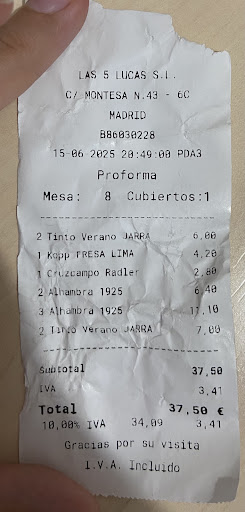 LAS 5 LUCAS S.L.
C/ MONTESA N.43 - 6C
MADRID
B86030228
15-06-2025 20:49:00 PDA3
Proforma
Mesa: 8 Cubiertos:1
2 Tinto Verano JARRA 6,00
1 Kopp FRESA LIMA 4,20
1 Cruzcampo Radler 2,80
2 Alhambra 1925 6,40
3 Alhambra 1925 11,10
2 Tinto Verano JARRA 7,00
Subtotal 37,50
IVA 3,41
Total 37,50 €
10,00% IVA 34,09 3,41
Gracias por su visita
I.V.A. Incluido